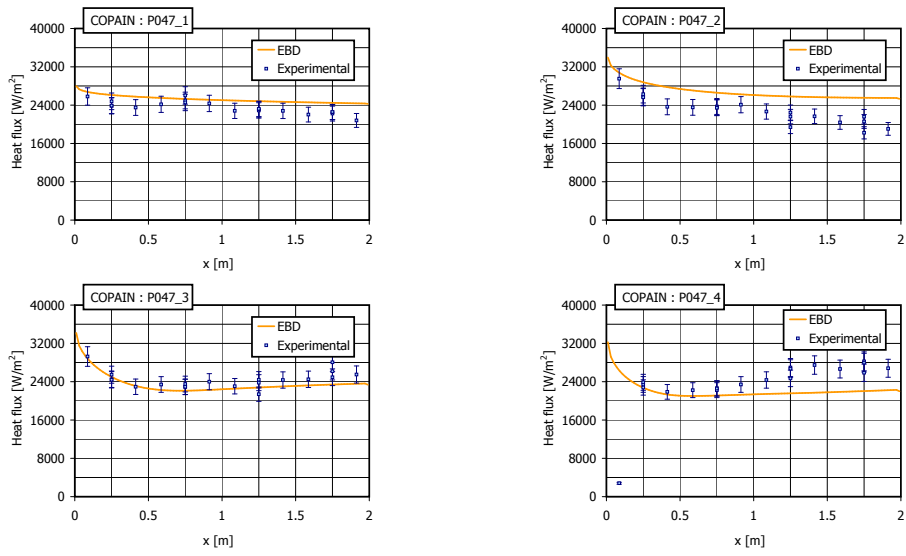 COPAIN : P047_1
EBD
Experimental
Heat flux [W/m²]
40000
32000
24000
16000
8000
0
0 0.5 1 1.5 2
x [m]
COPAIN : P047_2
EBD
Experimental
Heat flux [W/m²]
40000
32000
24000
16000
8000
0
0 0.5 1 1.5 2
x [m]
COPAIN : P047_3
EBD
Experimental
Heat flux [W/m²]
40000
32000
24000
16000
8000
0
0 0.5 1 1.5 2
x [m]
COPAIN : P047_4
EBD
Experimental
Heat flux [W/m²]
40000
32000
24000
16000
8000
0
0 0.5 1 1.5 2
x [m]